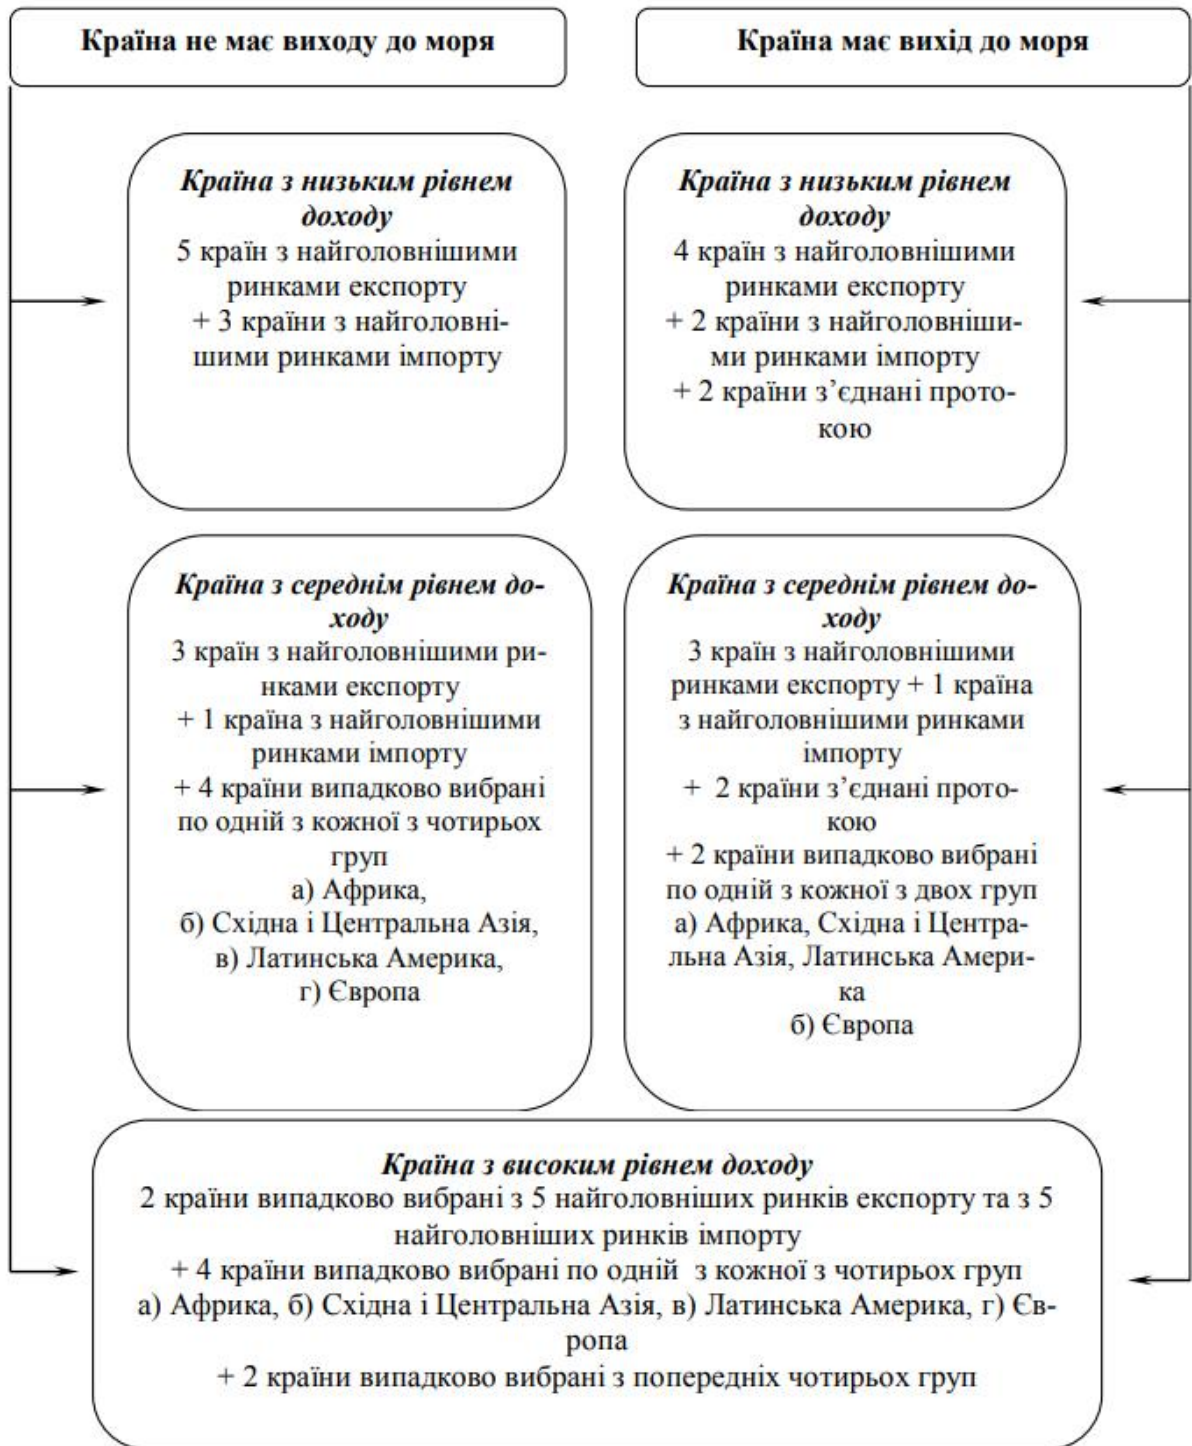 Країна не має виходу до моря
Країна має вихід до моря
Країна з низьким рівнем
доходу
5 країн з найголовнішими
ринками експорту
+ 3 країни з найголовні-
шими ринками імпорту
Країна з низьким рівнем
доходу
4 країн з найголовнішими
ринками експорту
+ 2 країни з найголовніши-
ми ринками імпорту
+ 2 країни з’єднані прото-
кою
Країна з середнім рівнем до-
ходу
3 країн з найголовнішими ри-
нками експорту
+ 1 країна з найголовнішими
ринками імпорту
+ 4 країни випадково вибрані
по одній з кожної з чотирьох
груп
а) Африка,
б) Східна і Центральна Азія,
в) Латинська Америка,
г) Європа
Країна з середнім рівнем до-
ходу
3 країн з найголовнішими
ринками експорту + 1 країна
з найголовнішими ринками
імпорту
+ 2 країни з’єднані прото-
кою
+ 2 країни випадково вибрані
по одній з кожної з двох груп
а) Африка, Східна і Центра-
льна Азія, Латинська Амери-
ка
б) Європа
Країна з високим рівнем доходу
2 країни випадково вибрані з 5 найголовніших ринків експорту та з 5
найголовніших ринків імпорту
+ 4 країни випадково вибрані по одній з кожної з чотирьох груп
а) Африка, б) Східна і Центральна Азія, в) Латинська Америка, г) Єв-
ропа
+ 2 країни випадково вибрані з попередніх чотирьох груп